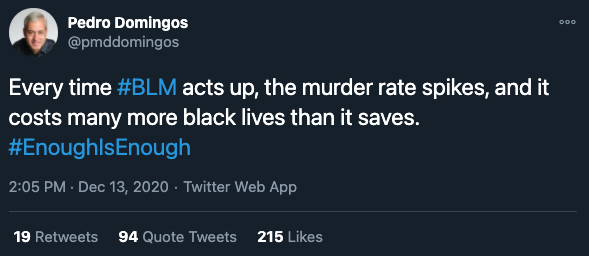 Pedro Domingos
@pmddomingos
Every time #BLM acts up, the murder rate spikes, and it
costs many more black lives than it saves.
#EnoughIsEnough
2:05 PM · Dec 13, 2020 · Twitter Web App
19 Retweets 94 Quote Tweets 215 Likes